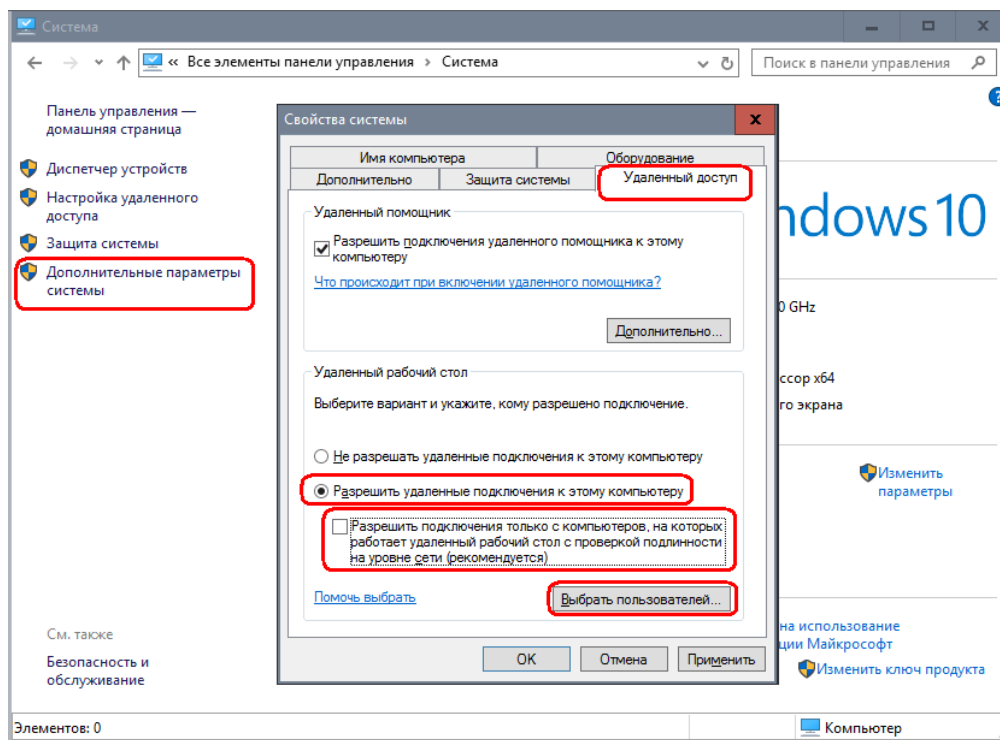 Система
« Все элементы панели управления › Система
Поиск в панели управления
Панель управления —
домашняя страница
Диспетчер устройств
Настройка удаленного
доступа
Защита системы
Дополнительные параметры
системы
См. также
Безопасность и
обслуживание
Свойства системы
Имя компьютера
Оборудование
Дополнительно
Защита системы
Удаленный доступ
Удаленный помощник
Разрешить подключения удаленного помощника к этому
компьютеру
Что происходит при включении удаленного помощника?
Дополнительно...
Удаленный рабочий стол
Выберите вариант и укажите, кому разрешено подключение.
Не разрешать удаленные подключения к этому компьютеру
Разрешить удаленные подключения к этому компьютеру
Разрешить подключения только с компьютеров, на которых
работает удаленный рабочий стол с проверкой подлинности
на уровне сети (рекомендуется)
Помочь выбрать
Выбрать пользователей...
OK
Отмена
Применить
ndows 10
0 GHz
ссор x64
го экрана
Изменить
параметры
на использование
ции Майкрософт
Изменить ключ продукта
Элементов: 0
Компьютер